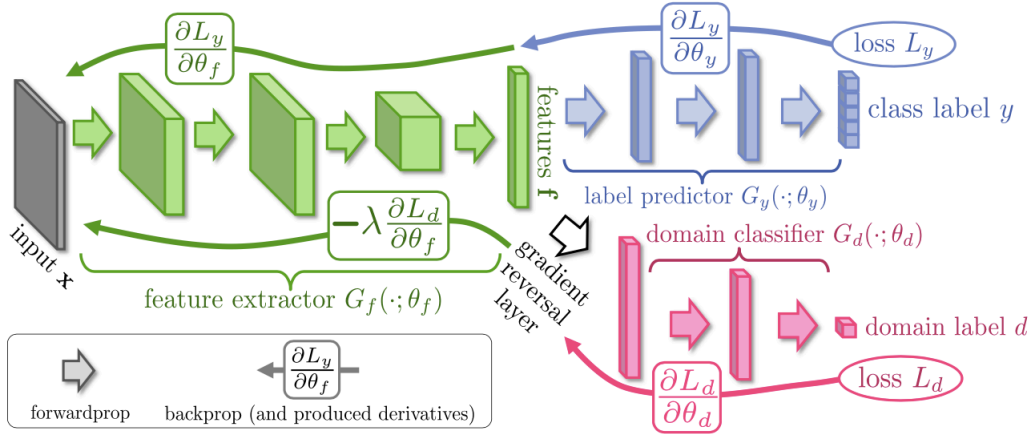 ∂L_y/∂θ_f
∂L_y/∂θ_y
loss L_y
features f
class label y
label predictor G_y(·;θ_y)
input x
−λ ∂L_d/∂θ_f
feature extractor G_f(·;θ_f)
gradient
reversal
layer
domain classifier G_d(·;θ_d)
domain label d
∂L_d/∂θ_d
loss L_d
forwardprop
∂L_y/∂θ_f
backprop (and produced derivatives)